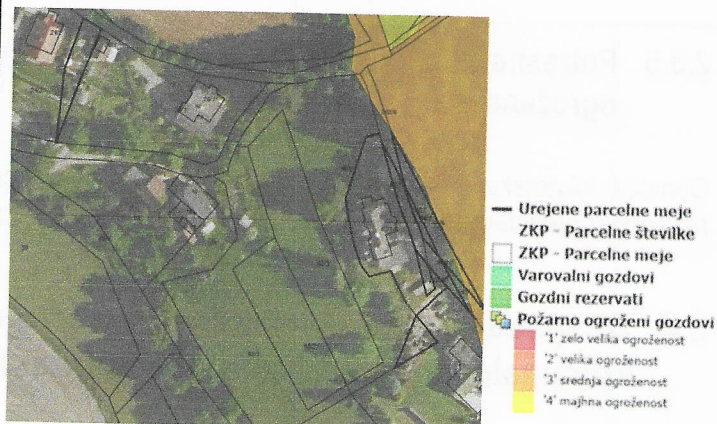 Urejene parcelne meje
ZKP - Parcelne številke
ZKP - Parcelne meje
Varovalni gozdovi
Gozdni rezervati
Požarno ogroženi gozdovi
'1' zelo velika ogroženost
'2' velika ogroženost
'3' srednja ogroženost
'4' majhna ogroženost